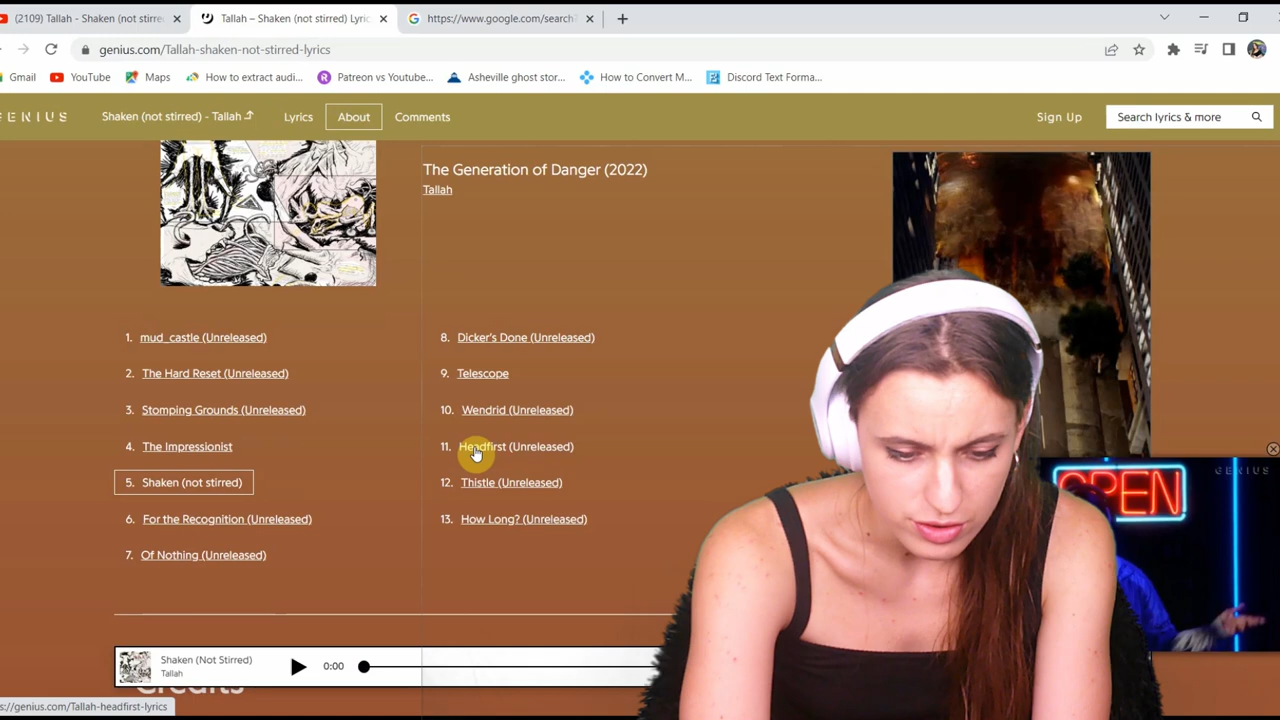 (2109) Tallah - Shaken (not stirre
Tallah – Shaken (not stirred) Lyric
https://www.google.com/search?
genius.com/Tallah-shaken-not-stirred-lyrics
Gmail
YouTube
Maps
How to extract audi...
Patreon vs Youtube...
Asheville ghost stor...
How to Convert M...
Discord Text Forma...
GENIUS
Shaken (not stirred) - Tallah
Lyrics
About
Comments
Sign Up
Search lyrics & more
The Generation of Danger (2022)
Tallah
1. mud_castle (Unreleased)
2. The Hard Reset (Unreleased)
3. Stomping Grounds (Unreleased)
4. The Impressionist
5. Shaken (not stirred)
6. For the Recognition (Unreleased)
7. Of Nothing (Unreleased)
8. Dicker's Done (Unreleased)
9. Telescope
10. Wendrid (Unreleased)
11. Headfirst (Unreleased)
12. Thistle (Unreleased)
13. How Long? (Unreleased)
GENIUS
OPEN
Shaken (Not Stirred)
Tallah
0:00
Credits
s://genius.com/Tallah-headfirst-lyrics